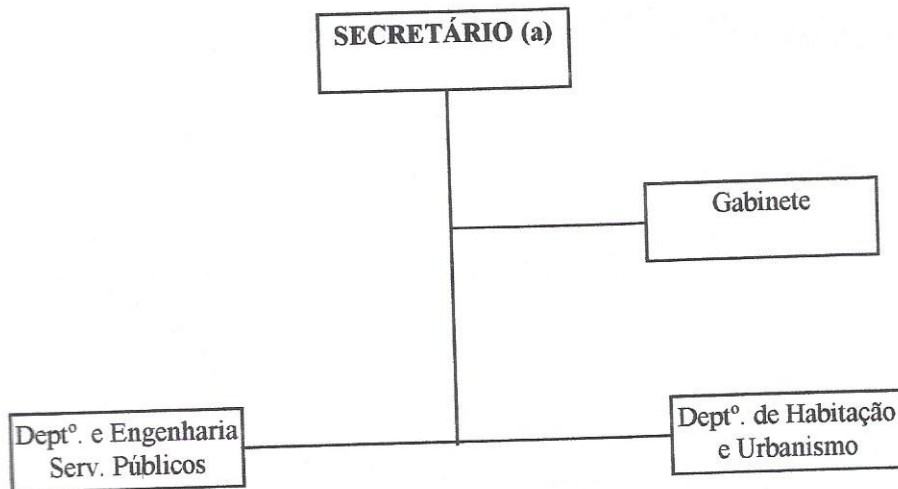 SECRETÁRIO (a)
Gabinete
Deptº. e Engenharia
Serv. Públicos
Deptº. de Habitação
e Urbanismo